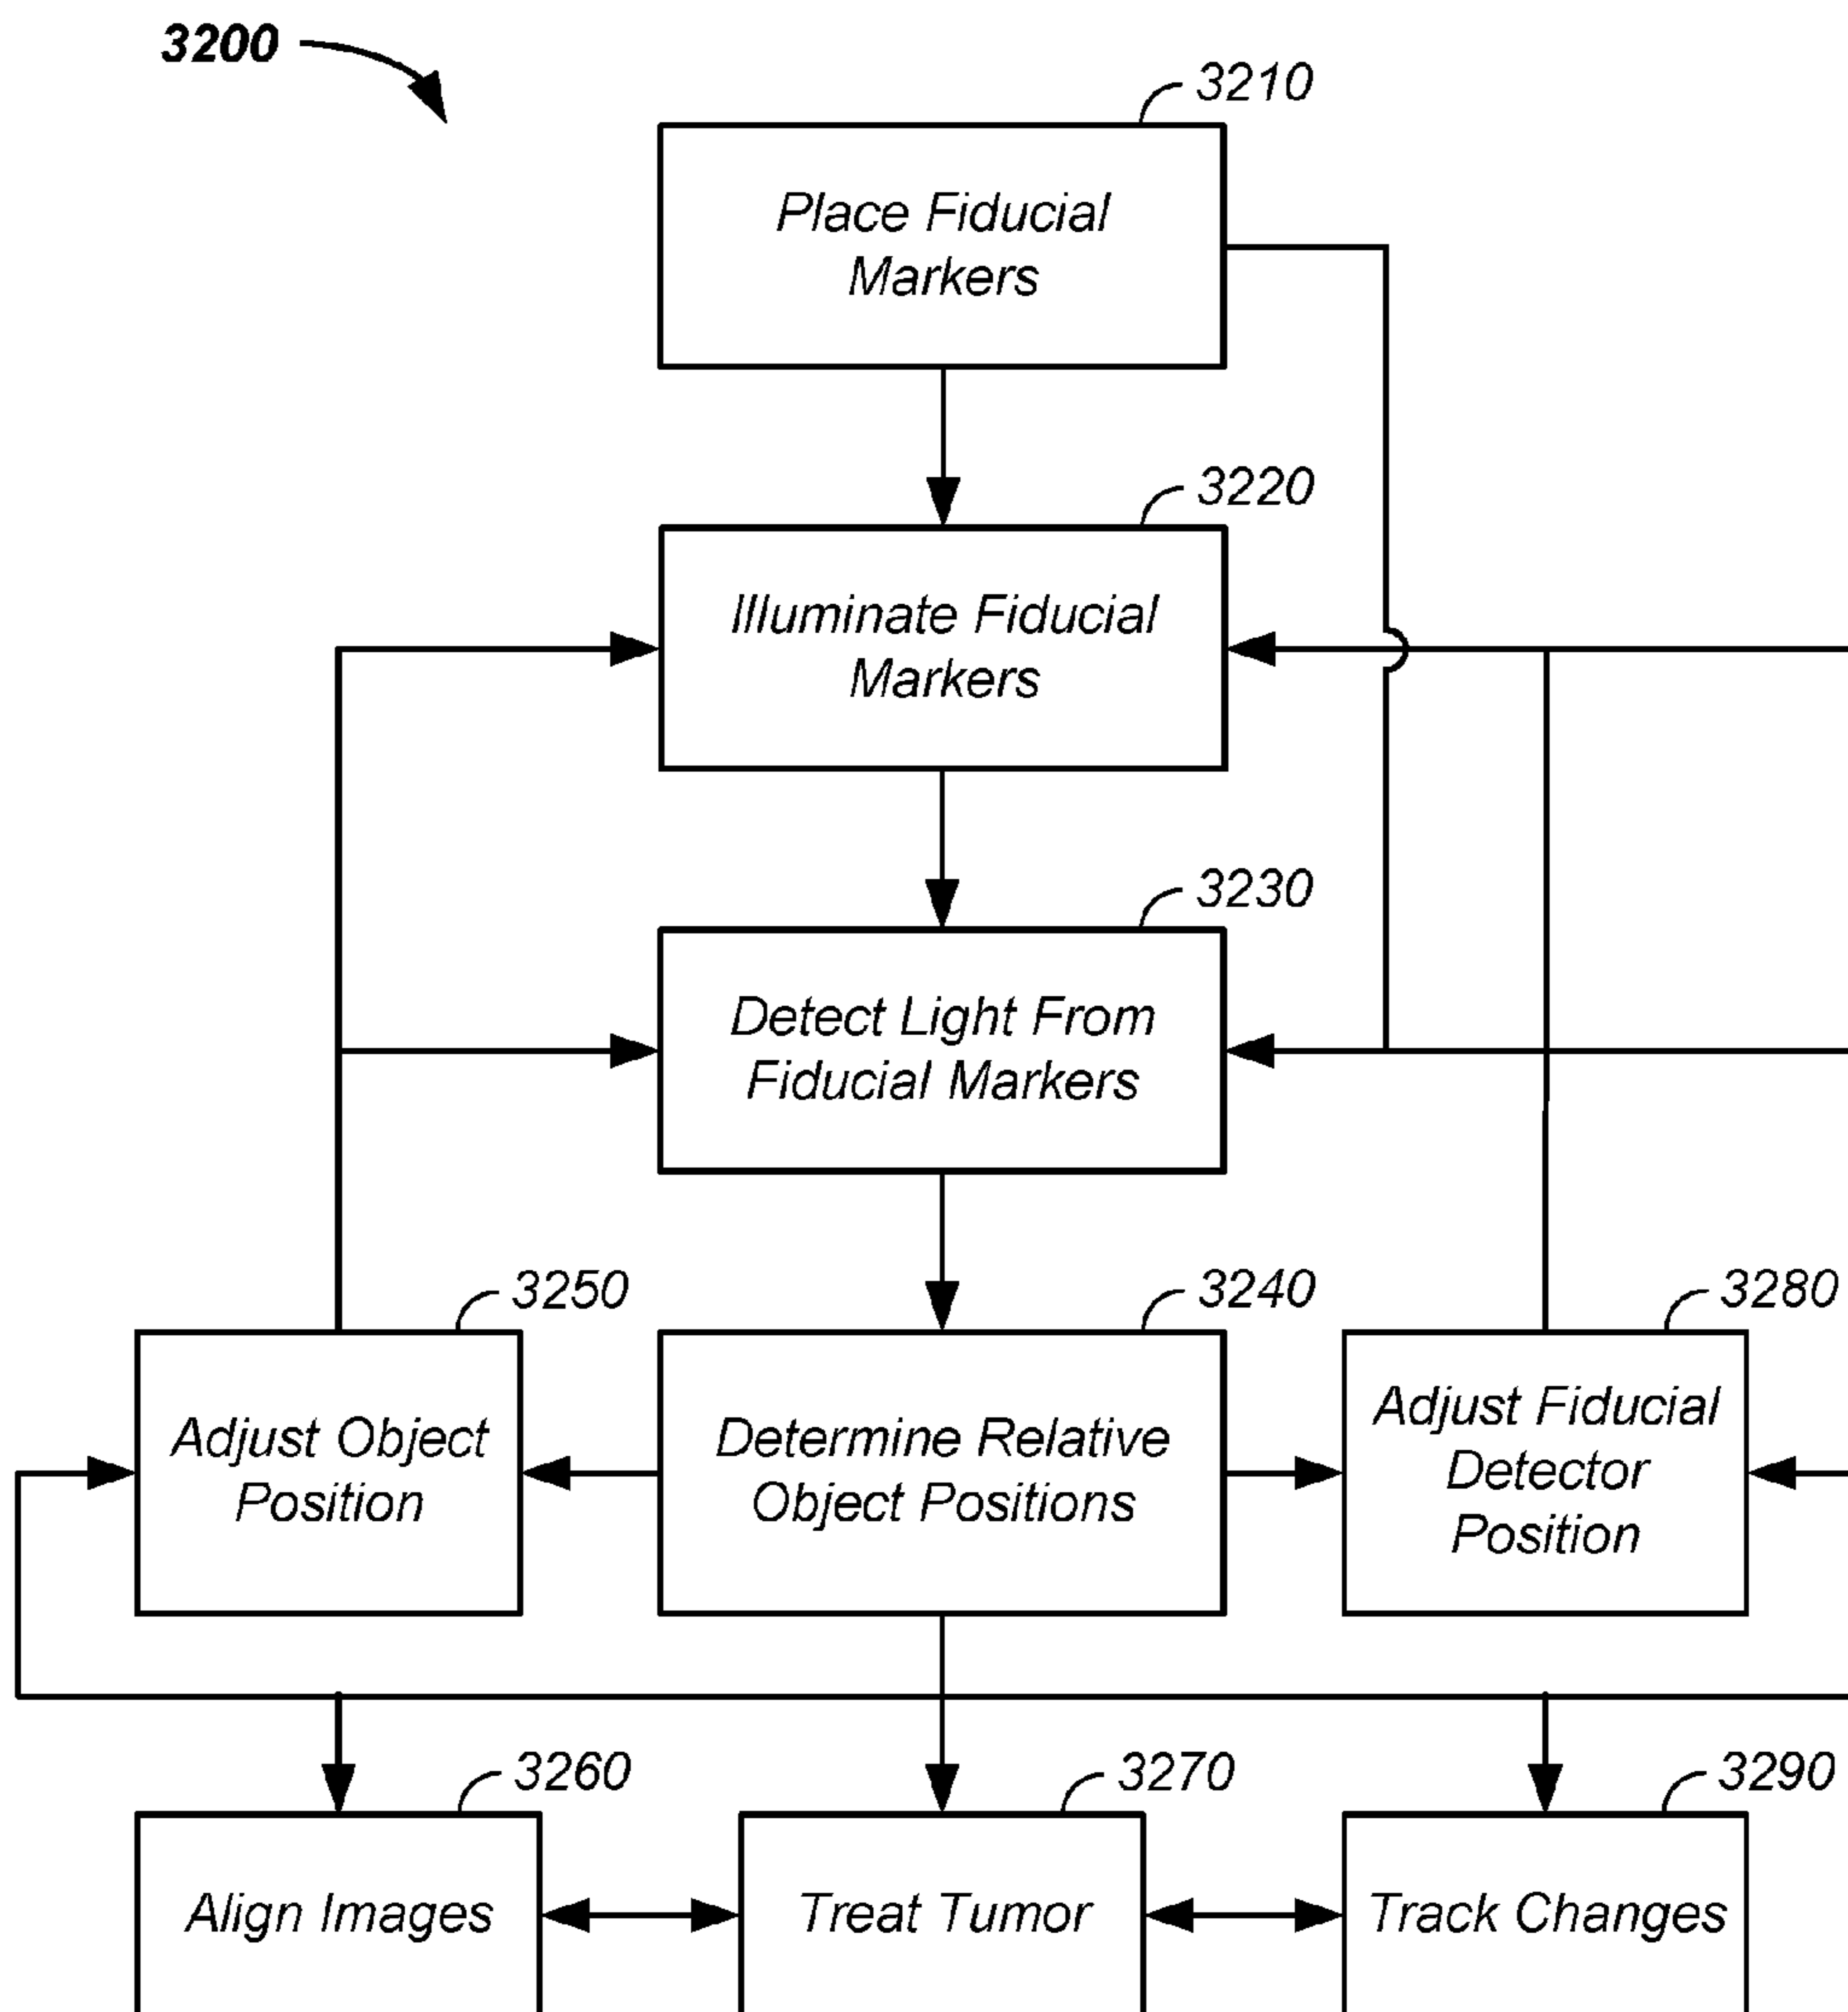 3200
3210
Place Fiducial
Markers
3220
Illuminate Fiducial
Markers
3230
Detect Light From
Fiducial Markers
3250
Adjust Object
Position
3240
Determine Relative
Object Positions
3280
Adjust Fiducial
Detector
Position
3260
Align Images
3270
Treat Tumor
3290
Track Changes